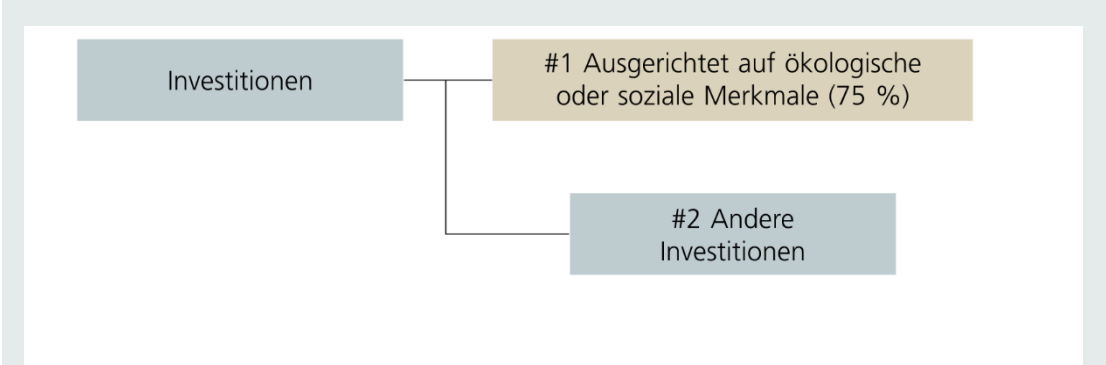 Investitionen
#1 Ausgerichtet auf ökologische
oder soziale Merkmale (75 %)
#2 Andere
Investitionen